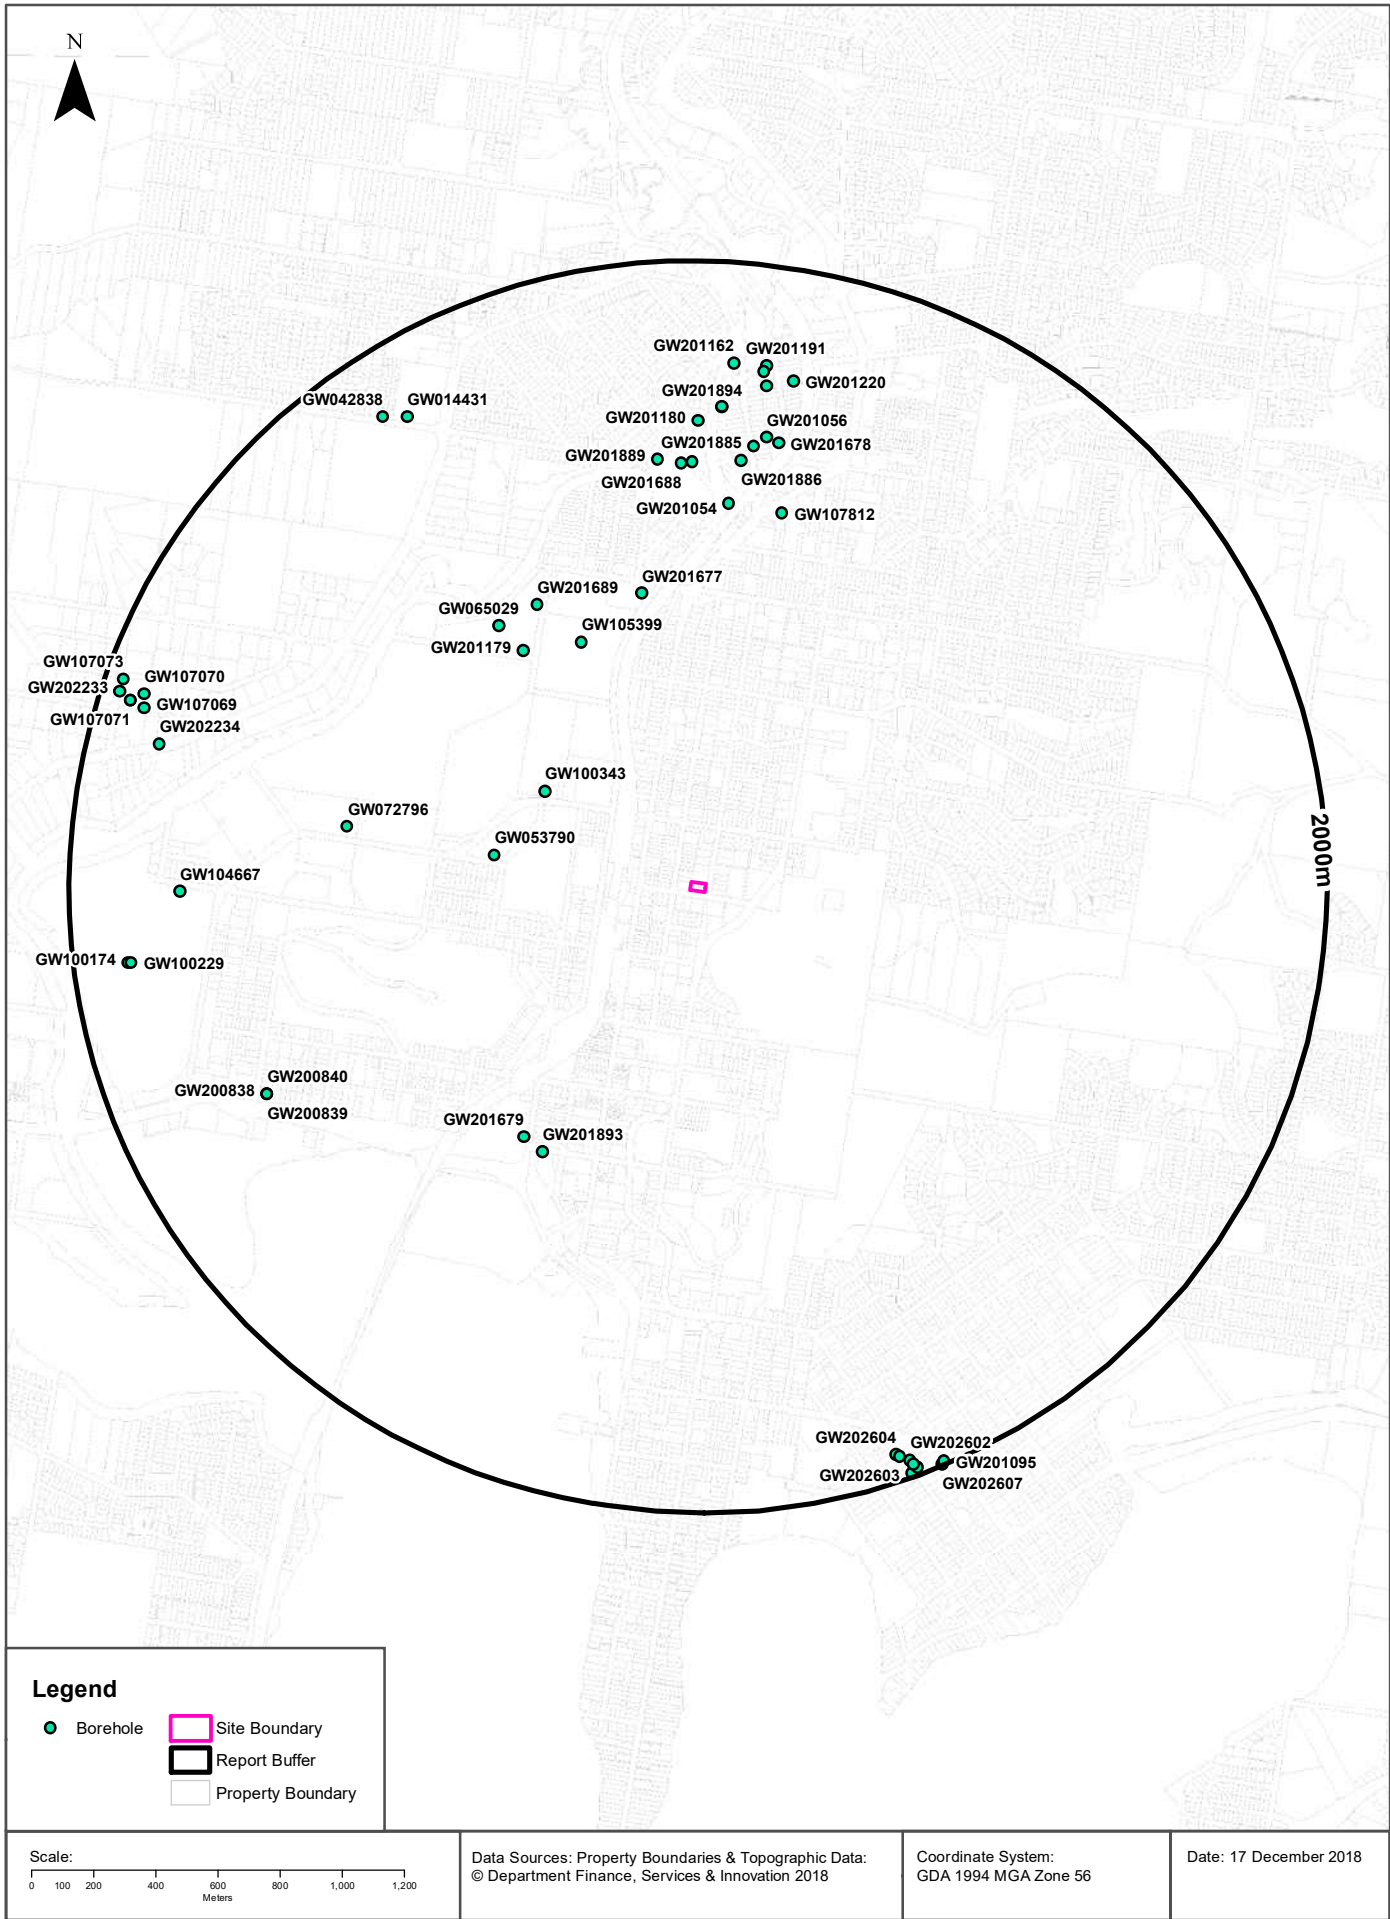 N
GW201162
GW201191
GW201220
GW201894
GW042838
GW014431
GW201180
GW201056
GW201885
GW201678
GW201889
GW201688
GW201886
GW201054
GW107812
GW201677
GW201689
GW065029
GW105399
GW201179
GW107073
GW107070
GW202233
GW107069
GW107071
GW202234
GW100343
GW072796
2000m
GW053790
GW104667
GW100174
GW100229
GW200840
GW200838
GW200839
GW201679
GW201893
GW202604
GW202602
GW201095
GW202603
GW202607
Legend
Borehole
Site Boundary
Report Buffer
Property Boundary
Scale:
0 100 200 400 600 800 1,000 1,200
Meters
Data Sources: Property Boundaries & Topographic Data:
© Department Finance, Services & Innovation 2018
Coordinate System:
GDA 1994 MGA Zone 56
Date: 17 December 2018